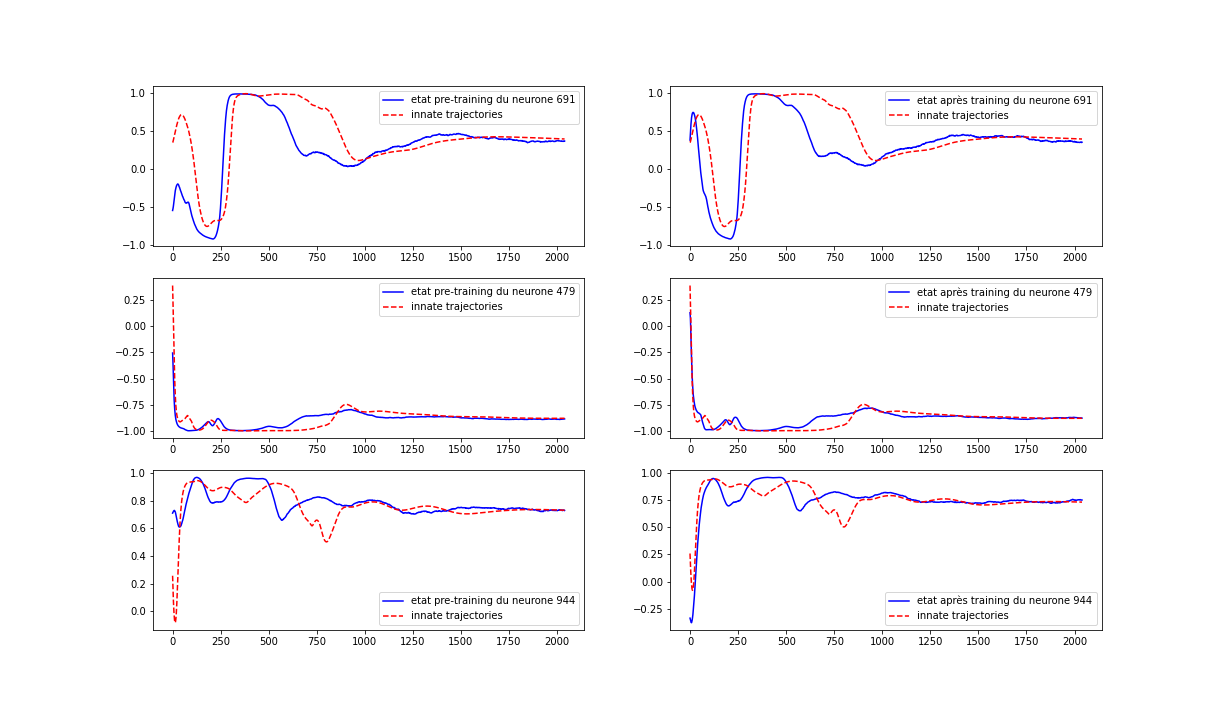 1.0
0.5
0.0
−0.5
−1.0
etat pre-training du neurone 691
innate trajectories
0 250 500 750 1000 1250 1500 1750 2000
1.0
0.5
0.0
−0.5
−1.0
etat après training du neurone 691
innate trajectories
0 250 500 750 1000 1250 1500 1750 2000
0.25
0.00
−0.25
−0.50
−0.75
−1.00
etat pre-training du neurone 479
innate trajectories
0 250 500 750 1000 1250 1500 1750 2000
0.25
0.00
−0.25
−0.50
−0.75
−1.00
etat après training du neurone 479
innate trajectories
0 250 500 750 1000 1250 1500 1750 2000
1.0
0.8
0.6
0.4
0.2
0.0
etat pre-training du neurone 944
innate trajectories
0 250 500 750 1000 1250 1500 1750 2000
1.00
0.75
0.50
0.25
0.00
−0.25
etat après training du neurone 944
innate trajectories
0 250 500 750 1000 1250 1500 1750 2000